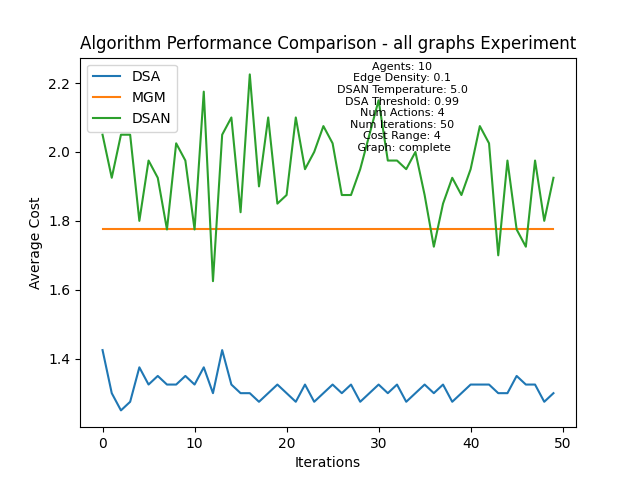 Algorithm Performance Comparison - all graphs Experiment
DSA
MGM
DSAN
Agents: 10
Edge Density: 0.1
DSAN Temperature: 5.0
DSA Threshold: 0.99
Num Actions: 4
Num Iterations: 50
Cost Range: 4
Graph: complete
Average Cost
2.2
2.0
1.8
1.6
1.4
0
10
20
30
40
50
Iterations